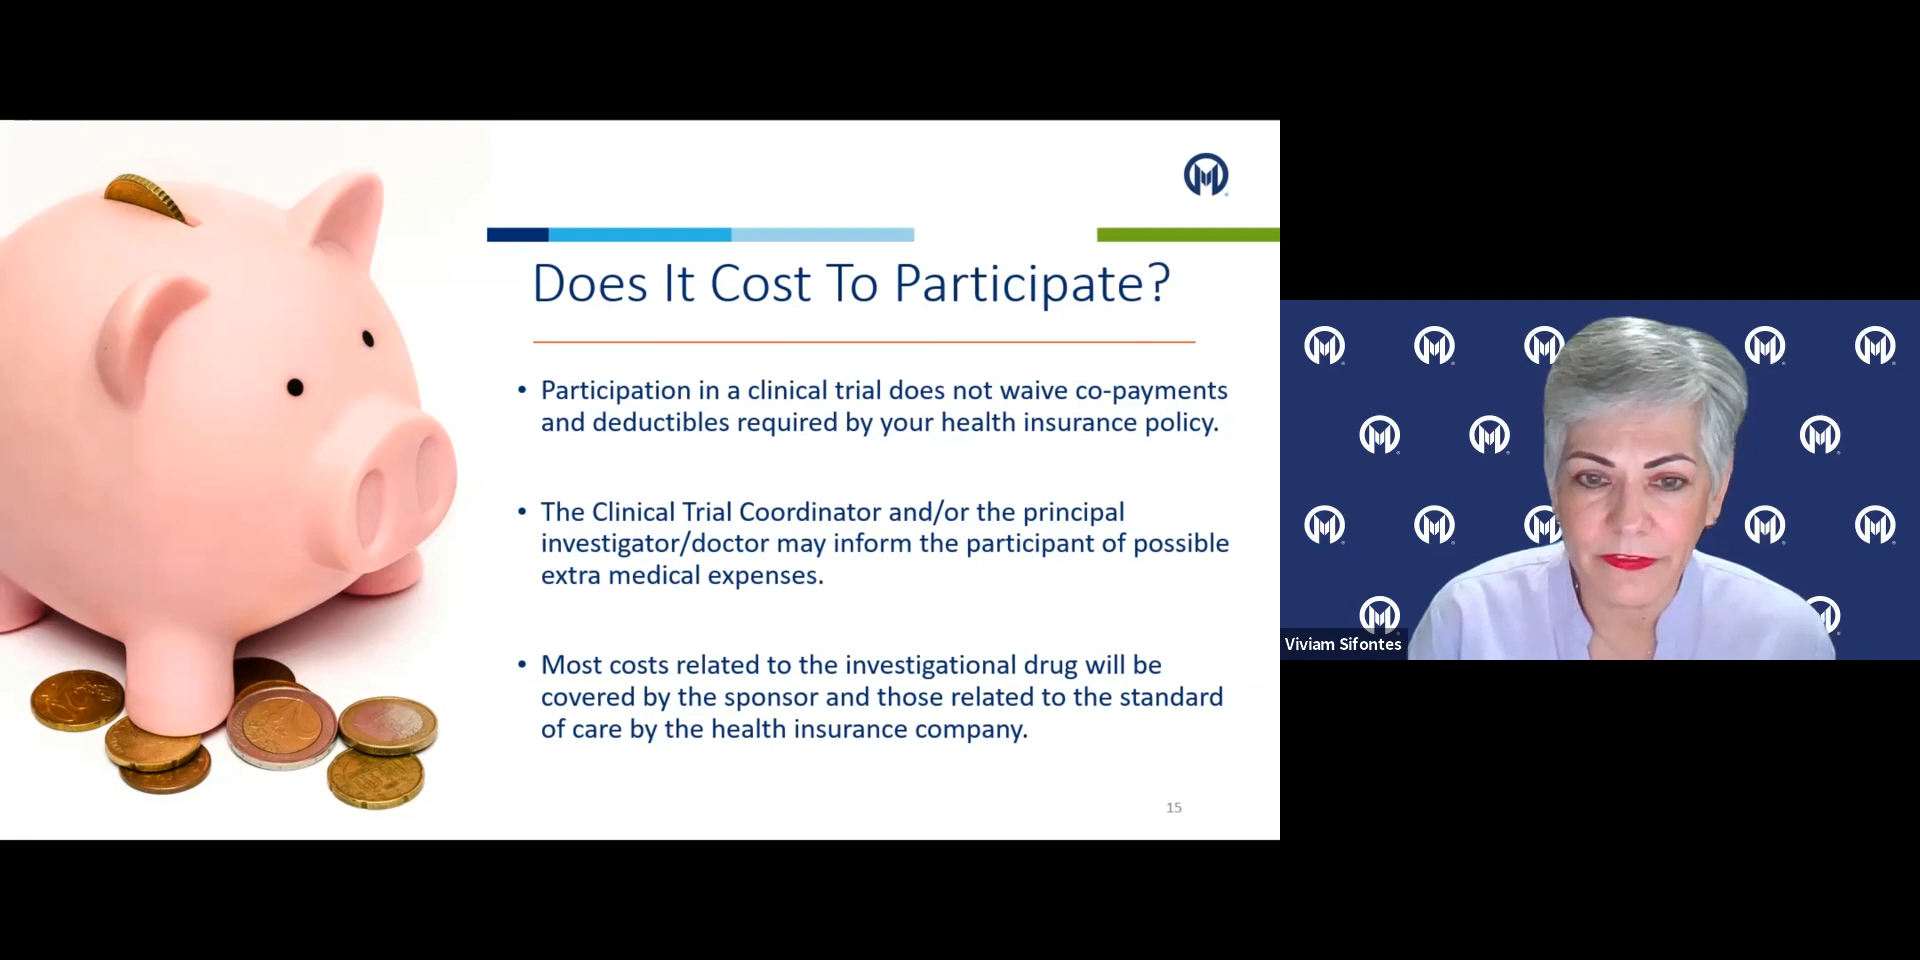 Does It Cost To Participate?
• Participation in a clinical trial does not waive co-payments
and deductibles required by your health insurance policy.
• The Clinical Trial Coordinator and/or the principal
investigator/doctor may inform the participant of possible
extra medical expenses.
• Most costs related to the investigational drug will be
covered by the sponsor and those related to the standard
of care by the health insurance company.
15
Viviam Sifontes